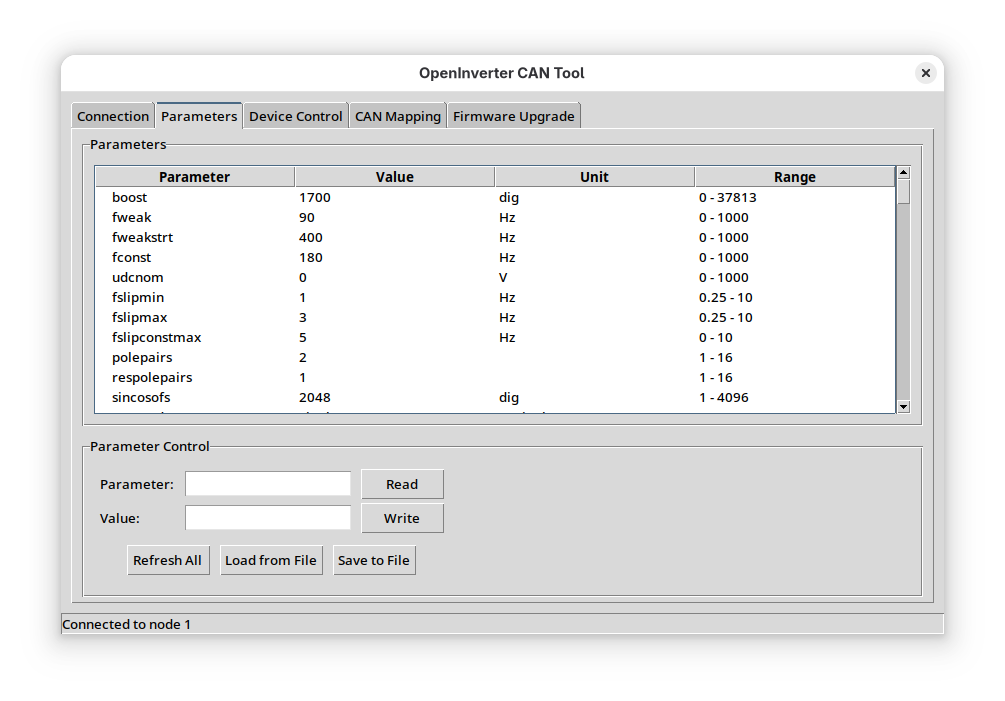 OpenInverter CAN Tool
Connection Parameters Device Control CAN Mapping Firmware Upgrade
Parameters
Parameter Value Unit Range
boost 1700 dig 0 - 37813
fweak 90 Hz 0 - 1000
fweakstrt 400 Hz 0 - 1000
fconst 180 Hz 0 - 1000
udcnom 0 V 0 - 1000
fslipmin 1 Hz 0.25 - 10
fslipmax 3 Hz 0.25 - 10
fslipconstmax 5 Hz 0 - 10
polepairs 2 1 - 16
respolepairs 1 1 - 16
sincosofs 2048 dig 1 - 4096
Parameter Control
Parameter: Read
Value: Write
Refresh All Load from File Save to File
Connected to node 1